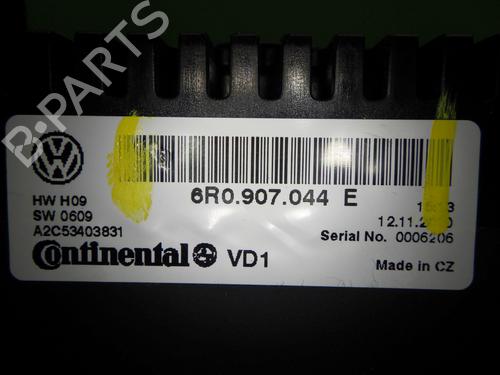 B-PARTS
6R0.907.044 E
HW H09
SW 0609
A2C53403831
12.11.2010
Serial No. 0006206
Continental VD1
Made in CZ